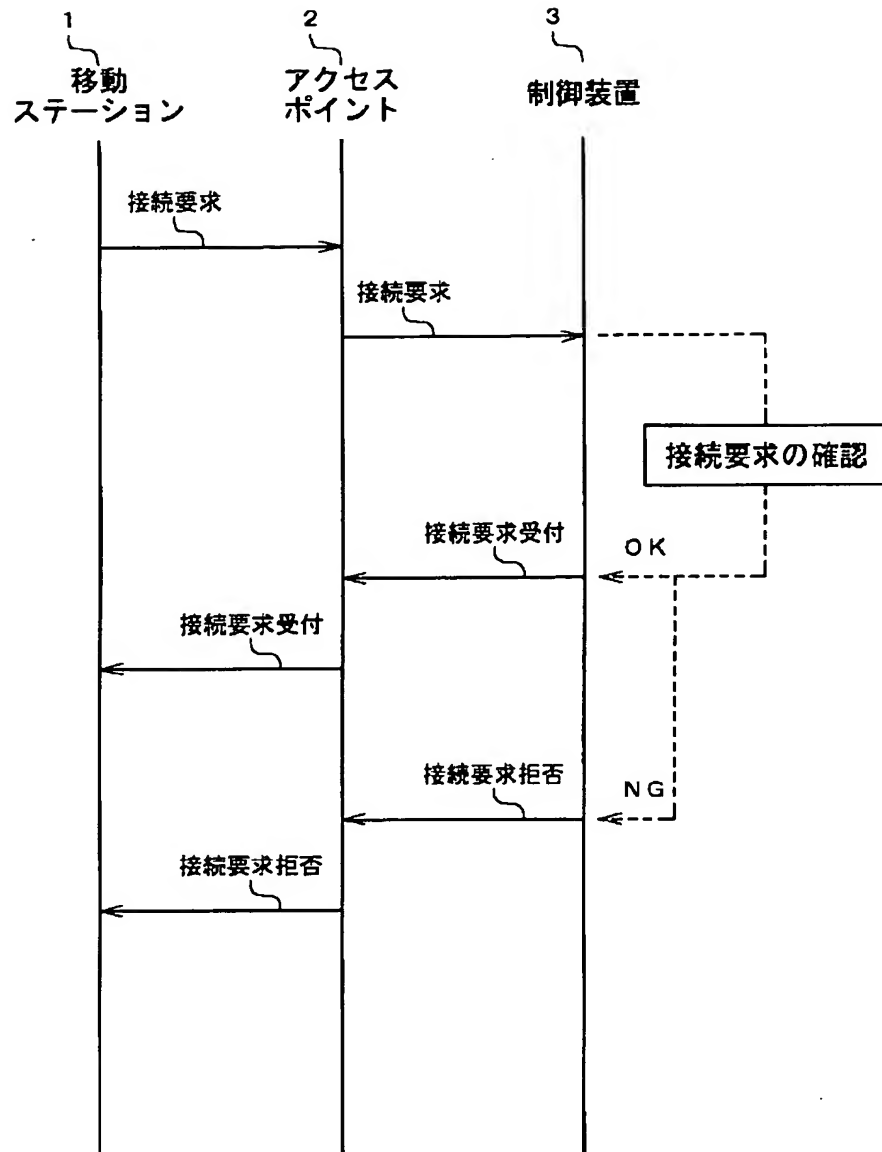 1
2
3
移動
ステーション
アクセス
ポイント
制御装置
接続要求
接続要求
接続要求の確認
接続要求受付
OK
接続要求受付
接続要求拒否
NG
接続要求拒否